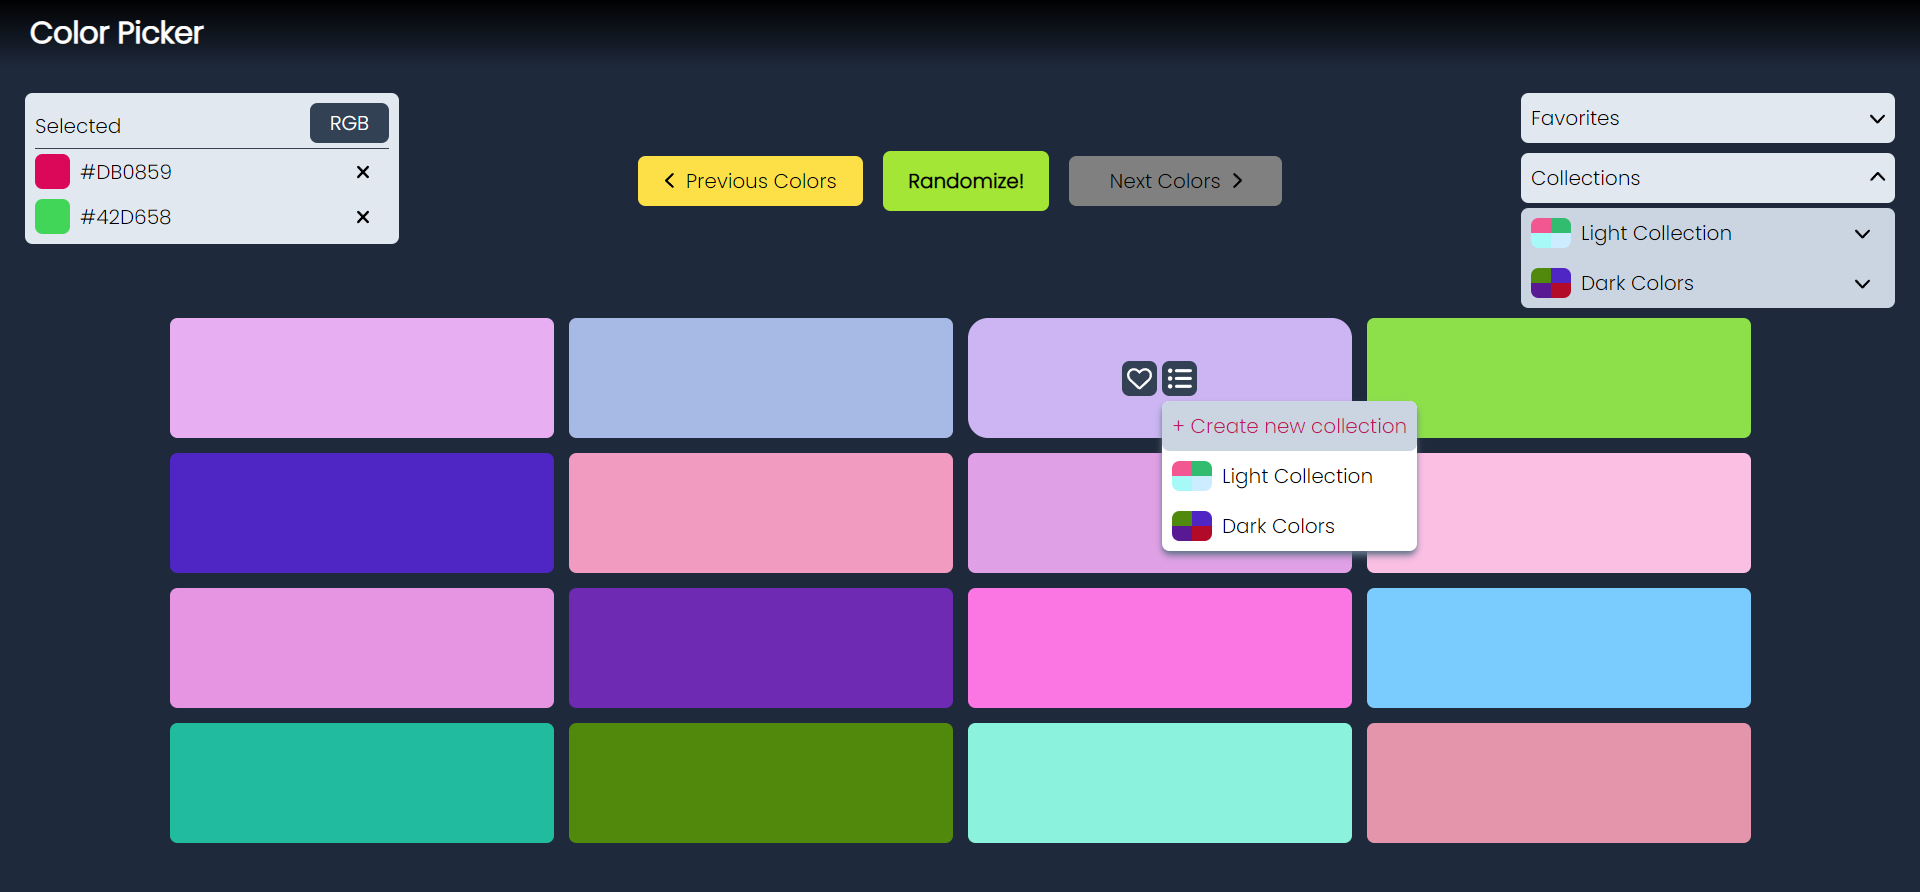 Color Picker
Selected
RGB
#DB0859
#42D658
Previous Colors
Randomize!
Next Colors
Favorites
Collections
Light Collection
Dark Colors
+ Create new collection
Light Collection
Dark Colors